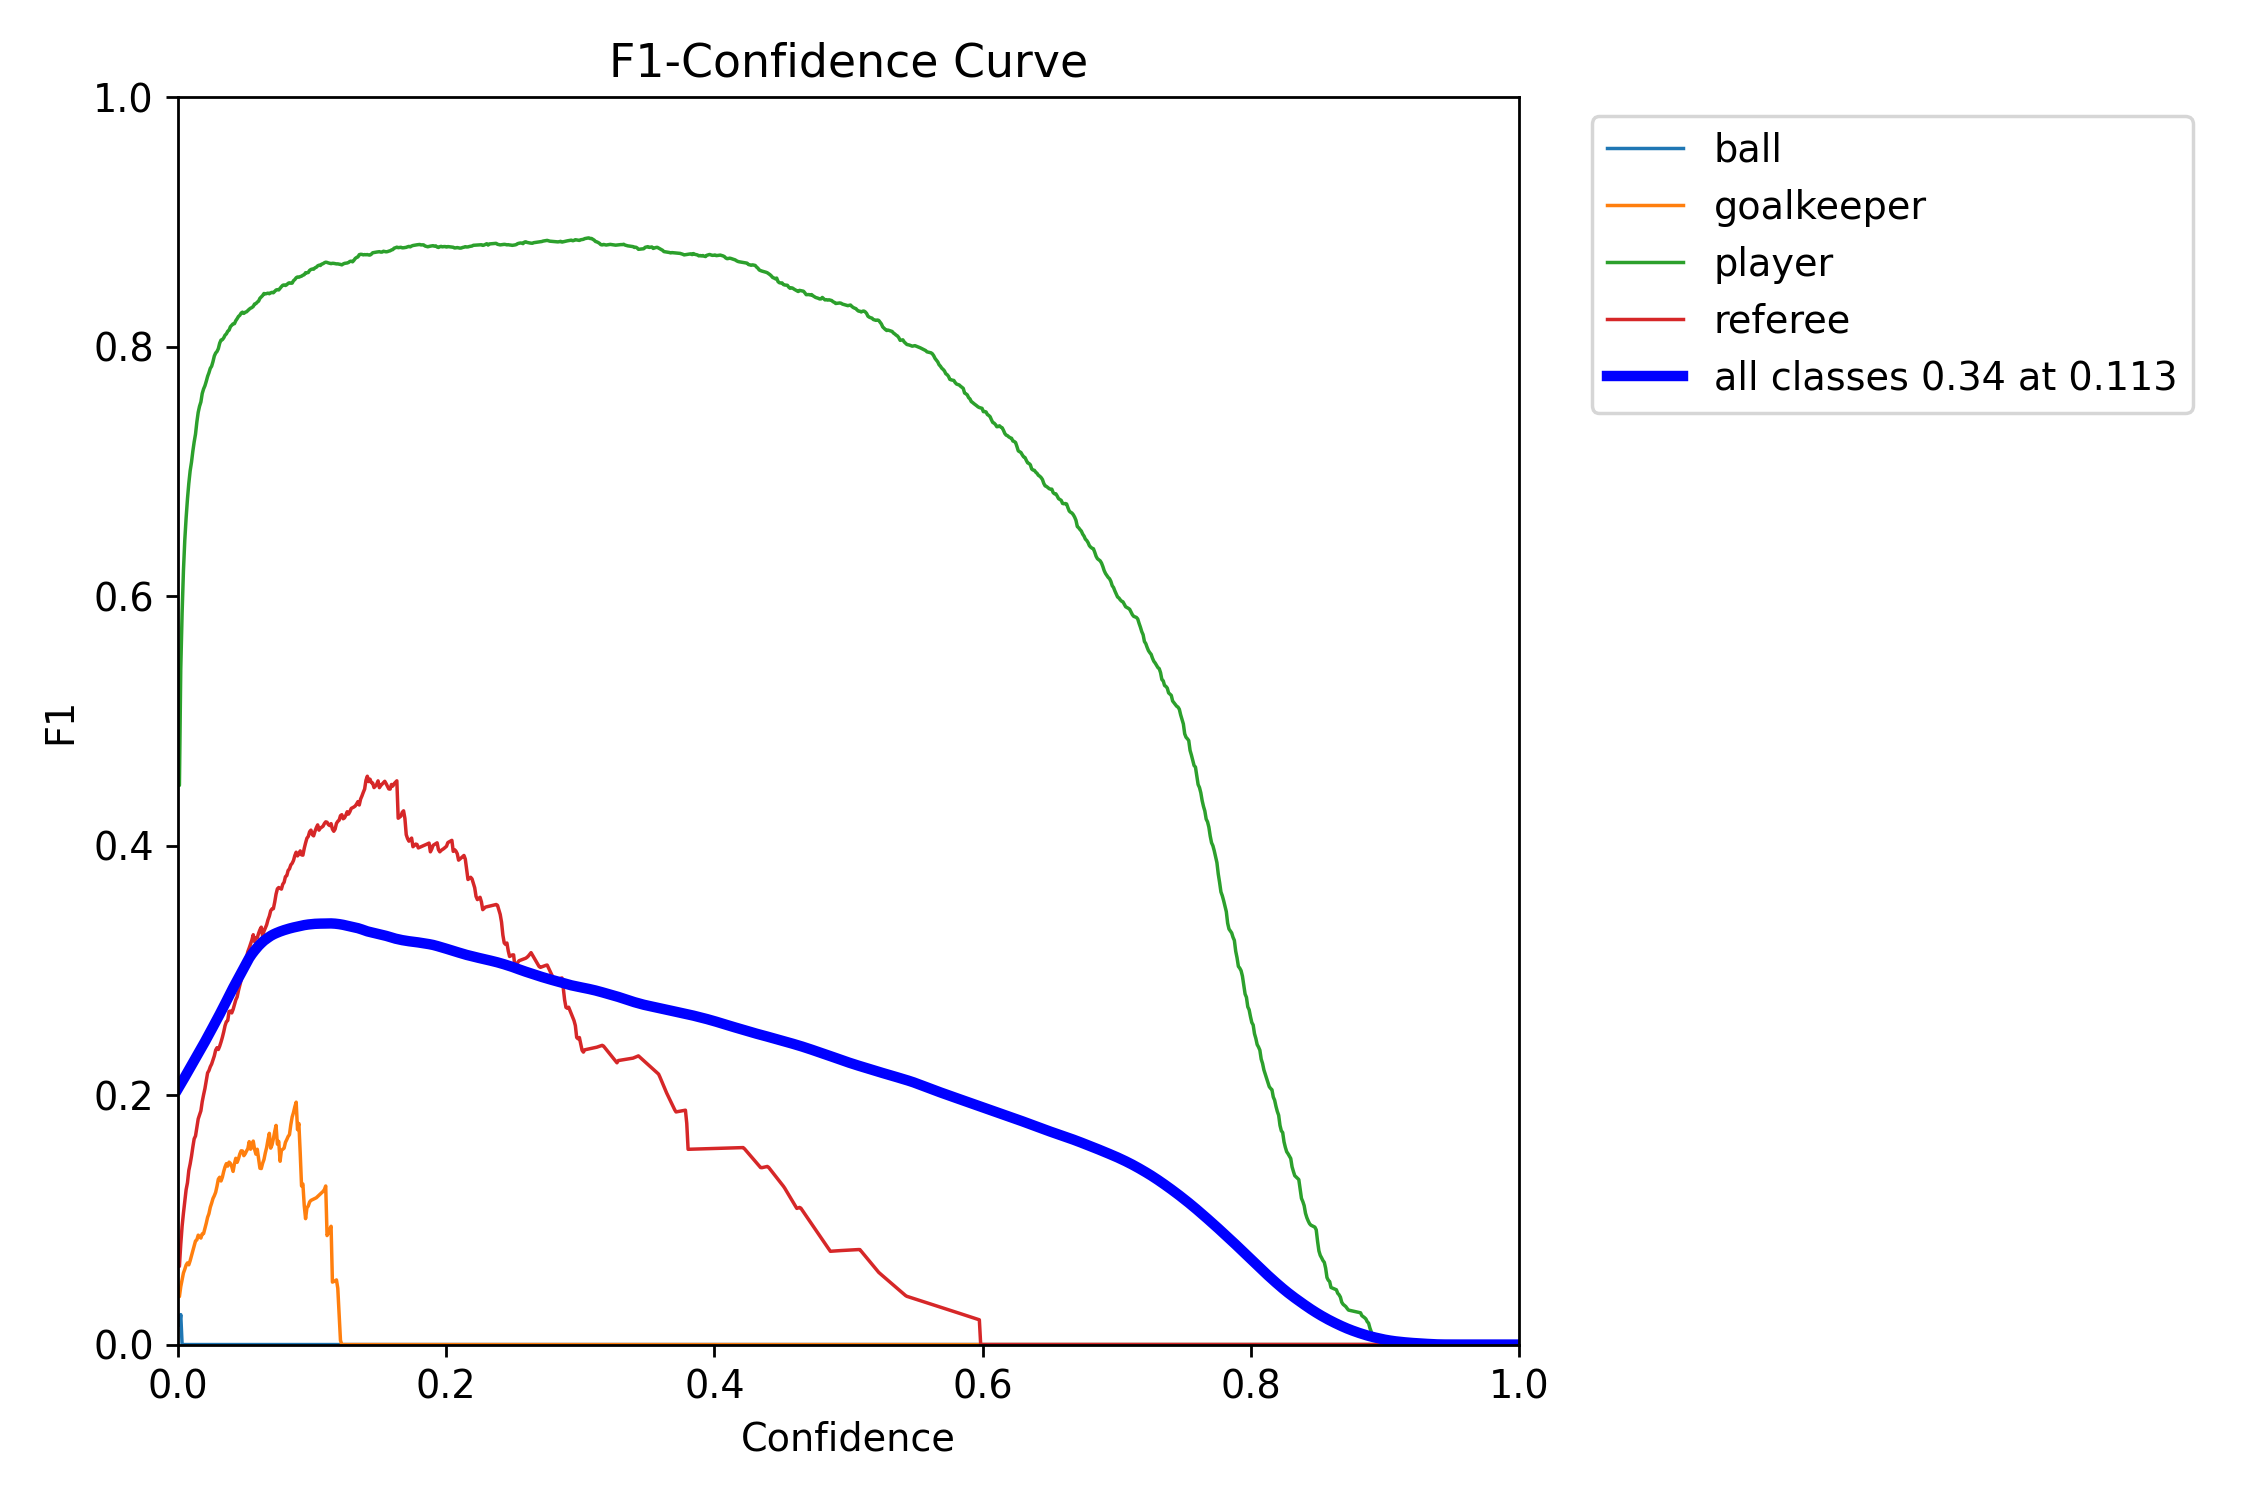 F1-Confidence Curve
1.0
0.8
0.6
0.4
0.2
0.0
F1
0.0 0.2 0.4 0.6 0.8 1.0
Confidence
ball
goalkeeper
player
referee
all classes 0.34 at 0.113